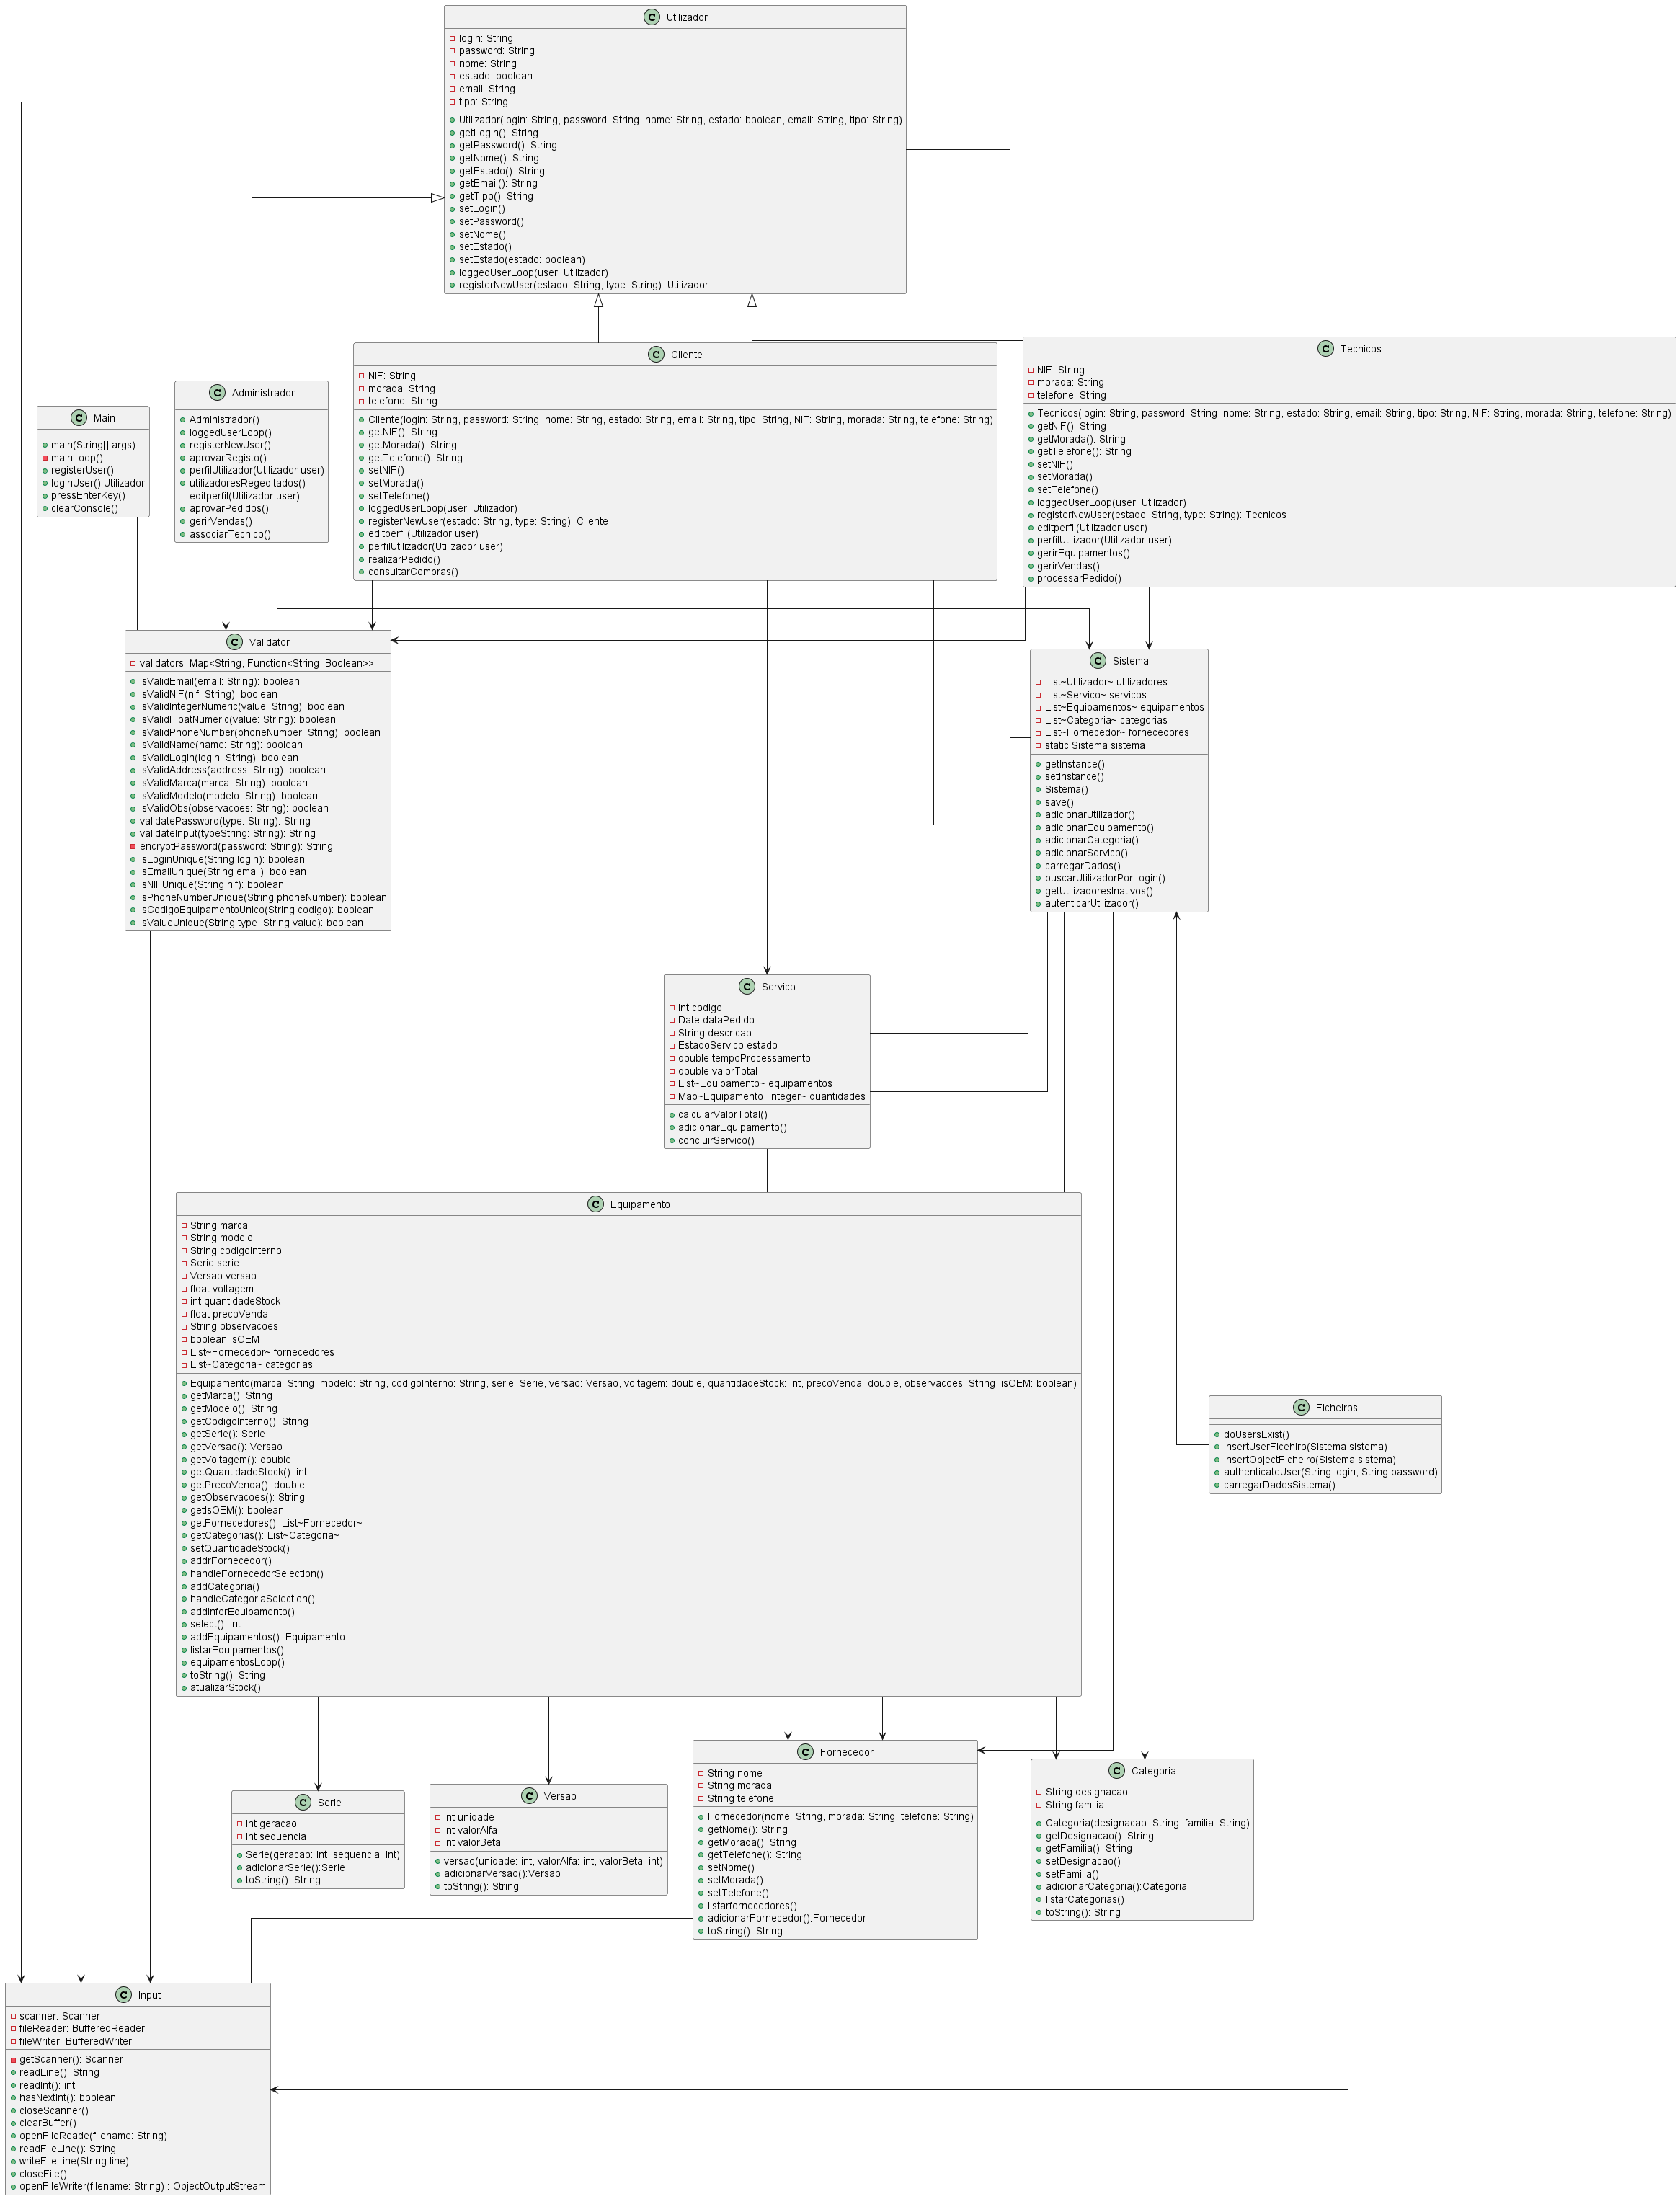 Utilizador
login: String
password: String
nome: String
estado: boolean
email: String
tipo: String
Utilizador(login: String, password: String, nome: String, estado: boolean, email: String, tipo: String)
getLogin(): String
getPassword(): String
getNome(): String
getEstado(): String
getEmail(): String
getTipo(): String
setLogin()
setPassword()
setNome()
setEstado()
setEstado(estado: boolean)
loggedUserLoop(user: Utilizador)
registerNewUser(estado: String, type: String): Utilizador
Main
main(String[] args)
mainLoop()
registerUser()
loginUser() Utilizador
pressEnterKey()
clearConsole()
Administrador
Administrador()
loggedUserLoop()
registerNewUser()
aprovarRegisto()
perfilUtilizador(Utilizador user)
utilizadoresRegeditados()
editperfil(Utilizador user)
aprovarPedidos()
gerirVendas()
associarTecnico()
Cliente
NIF: String
morada: String
telefone: String
Cliente(login: String, password: String, nome: String, estado: String, email: String, tipo: String, NIF: String, morada: String, telefone: String)
getNIF(): String
getMorada(): String
getTelefone(): String
setNIF()
setMorada()
setTelefone()
loggedUserLoop(user: Utilizador)
registerNewUser(estado: String, type: String): Cliente
editperfil(Utilizador user)
perfilUtilizador(Utilizador user)
realizarPedido()
consultarCompras()
Tecnicos
NIF: String
morada: String
telefone: String
Tecnicos(login: String, password: String, nome: String, estado: String, email: String, tipo: String, NIF: String, morada: String, telefone: String)
getNIF(): String
getMorada(): String
getTelefone(): String
setNIF()
setMorada()
setTelefone()
loggedUserLoop(user: Utilizador)
registerNewUser(estado: String, type: String): Tecnicos
editperfil(Utilizador user)
perfilUtilizador(Utilizador user)
gerirEquipamentos()
gerirVendas()
processarPedido()
Validator
validators: Map<String, Function<String, Boolean>>
isValidEmail(email: String): boolean
isValidNIF(nif: String): boolean
isValidIntegerNumeric(value: String): boolean
isValidFloatNumeric(value: String): boolean
isValidPhoneNumber(phoneNumber: String): boolean
isValidName(name: String): boolean
isValidLogin(login: String): boolean
isValidAddress(address: String): boolean
isValidMarca(marca: String): boolean
isValidModelo(modelo: String): boolean
isValidObs(observacoes: String): boolean
validatePassword(type: String): String
validateInput(typeString: String): String
encryptPassword(password: String): String
isLoginUnique(String login): boolean
isEmailUnique(String email): boolean
isNIFUnique(String nif): boolean
isPhoneNumberUnique(String phoneNumber): boolean
isCodigoEquipamentoUnico(String codigo): boolean
isValueUnique(String type, String value): boolean
Sistema
List~Utilizador~ utilizadores
List~Servico~ servicos
List~Equipamentos~ equipamentos
List~Categoria~ categorias
List~Fornecedor~ fornecedores
static Sistema sistema
getInstance()
setInstance()
Sistema()
save()
adicionarUtilizador()
adicionarEquipamento()
adicionarCategoria()
adicionarServico()
carregarDados()
buscarUtilizadorPorLogin()
getUtilizadoresInativos()
autenticarUtilizador()
Servico
int codigo
Date dataPedido
String descricao
EstadoServico estado
double tempoProcessamento
double valorTotal
List~Equipamento~ equipamentos
Map~Equipamento, Integer~ quantidades
calcularValorTotal()
adicionarEquipamento()
concluirServico()
Equipamento
String marca
String modelo
String codigoInterno
Serie serie
Versao versao
float voltagem
int quantidadeStock
float precoVenda
String observacoes
boolean isOEM
List~Fornecedor~ fornecedores
List~Categoria~ categorias
Equipamento(marca: String, modelo: String, codigoInterno: String, serie: Serie, versao: Versao, voltagem: double, quantidadeStock: int, precoVenda: double, observacoes: String, isOEM: boolean)
getMarca(): String
getModelo(): String
getCodigoInterno(): String
getSerie(): Serie
getVersao(): Versao
getVoltagem(): double
getQuantidadeStock(): int
getPrecoVenda(): double
getObservacoes(): String
getIsOEM(): boolean
getFornecedores(): List~Fornecedor~
getCategorias(): List~Categoria~
setQuantidadeStock()
addrFornecedor()
handleFornecedorSelection()
addCategoria()
handleCategoriaSelection()
addinforEquipamento()
select(): int
addEquipamentos(): Equipamento
listarEquipamentos()
equipamentosLoop()
toString(): String
atualizarStock()
Ficheiros
doUsersExist()
insertUserFicehiro(Sistema sistema)
insertObjectFicheiro(Sistema sistema)
authenticateUser(String login, String password)
carregarDadosSistema()
Serie
int geracao
int sequencia
Serie(geracao: int, sequencia: int)
adicionarSerie():Serie
toString(): String
Versao
int unidade
int valorAlfa
int valorBeta
versao(unidade: int, valorAlfa: int, valorBeta: int)
adicionarVersao():Versao
toString(): String
Fornecedor
String nome
String morada
String telefone
Fornecedor(nome: String, morada: String, telefone: String)
getNome(): String
getMorada(): String
getTelefone(): String
setNome()
setMorada()
setTelefone()
listarfornecedores()
adicionarFornecedor():Fornecedor
toString(): String
Categoria
String designacao
String familia
Categoria(designacao: String, familia: String)
getDesignacao(): String
getFamilia(): String
setDesignacao()
setFamilia()
adicionarCategoria():Categoria
listarCategorias()
toString(): String
Input
scanner: Scanner
fileReader: BufferedReader
fileWriter: BufferedWriter
getScanner(): Scanner
readLine(): String
readInt(): int
hasNextInt(): boolean
closeScanner()
clearBuffer()
openFIleReade(filename: String)
readFileLine(): String
writeFileLine(String line)
closeFile()
openFileWriter(filename: String) : ObjectOutputStream